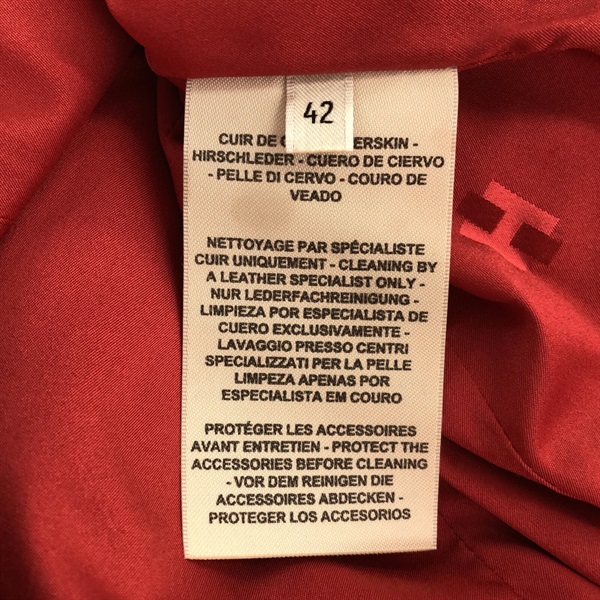 42
CUIR DE ERSKIN -
HIRSCHLEDER - CUERO DE CIERVO
- PELLE DI CERVO - COURO DE
VEADO
NETTOYAGE PAR SPÉCIALISTE
CUIR UNIQUEMENT - CLEANING BY
A LEATHER SPECIALIST ONLY -
NUR LEDERFACHREINIGUNG -
LIMPIEZA POR ESPECIALISTA DE
CUERO EXCLUSIVAMENTE -
LAVAGGIO PRESSO CENTRI
SPECIALIZZATI PER LA PELLE
LIMPEZA APENAS POR
ESPECIALISTA EM COURO
PROTÉGER LES ACCESSOIRES
AVANT ENTRETIEN - PROTECT THE
ACCESSORIES BEFORE CLEANING
- VOR DEM REINIGEN DIE
ACCESSOIRES ABDECKEN -
PROTEGER LOS ACCESORIOS
H